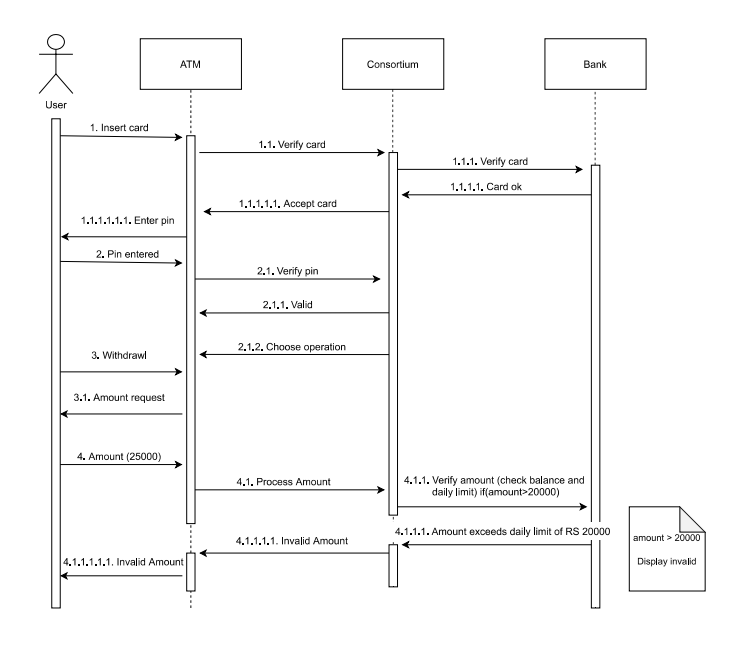 ATM
Consortium
Bank
User
1. Insert card
1.1. Verify card
1.1.1. Verify card
1.1.1.1. Card ok
1.1.1.1.1. Accept card
1.1.1.1.1.1. Enter pin
2. Pin entered
2.1. Verify pin
2.1.1. Valid
2.1.2. Choose operation
3. Withdrawl
3.1. Amount request
4. Amount (25000)
4.1. Process Amount
4.1.1. Verify amount (check balance and
daily limit) if(amount>20000)
4.1.1.1. Amount exceeds daily limit of RS 20000
4.1.1.1.1. Invalid Amount
4.1.1.1.1.1. Invalid Amount
amount > 20000
Display invalid